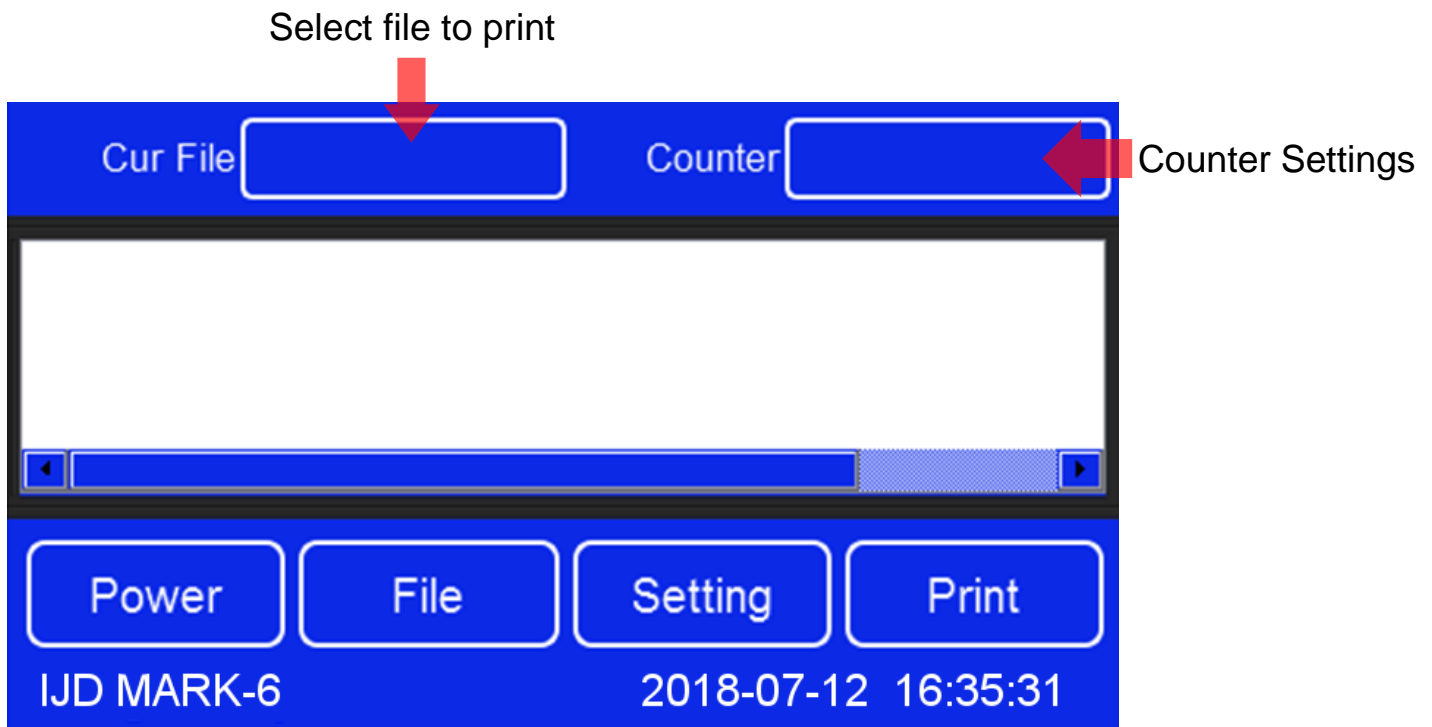 Select file to print
Cur File Counter Counter Settings
Power File Setting Print
IJD MARK-6 2018-07-12 16:35:31